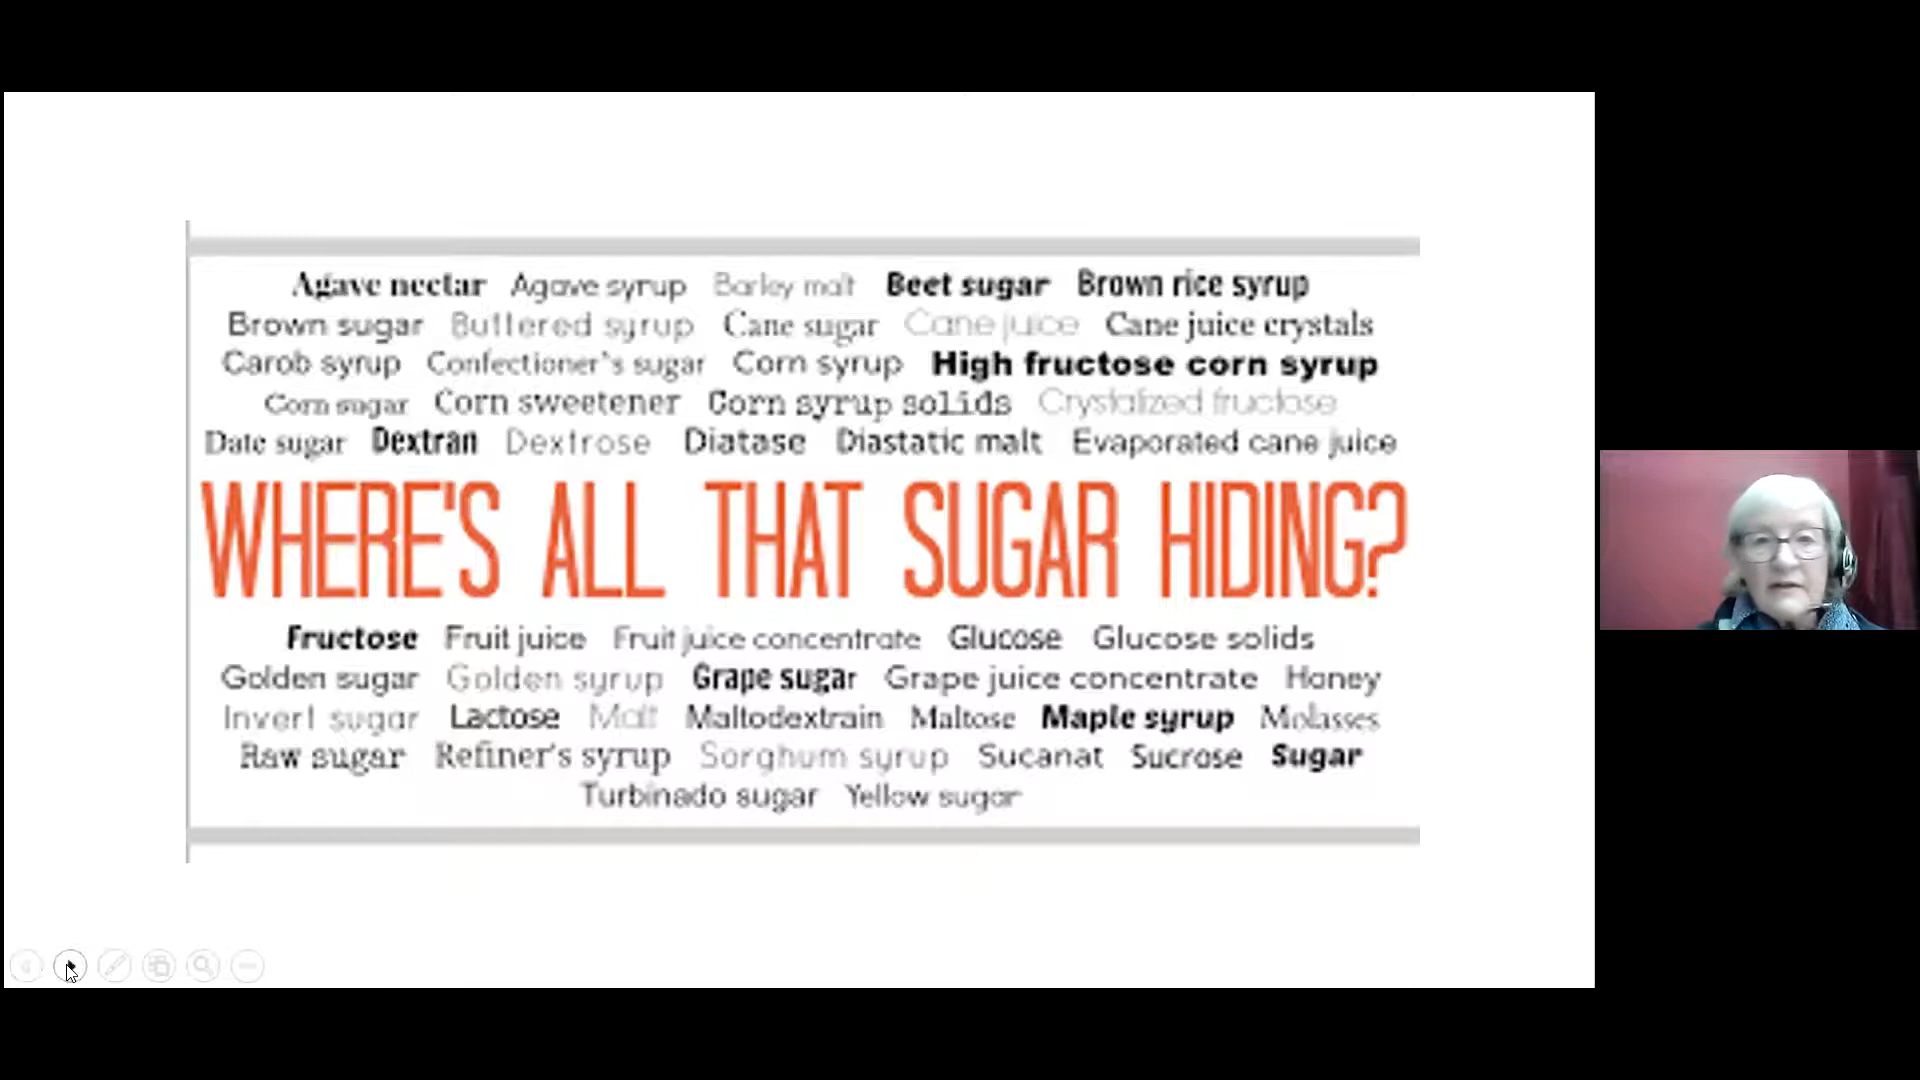 Agave nectar Agave syrup Barley malt Beet sugar Brown rice syrup
Brown sugar Buttered syrup Cane sugar Cane juice Cane juice crystals
Carob syrup Confectioner's sugar Corn syrup High fructose corn syrup
Corn sugar Corn sweetener Corn syrup solids Crystalized fructose
Date sugar Dextran Dextrose Diatase Diastatic malt Evaporated cane juice
WHERE'S ALL THAT SUGAR HIDING?
Fructose Fruit juice Fruit juice concentrate Glucose Glucose solids
Golden sugar Golden syrup Grape sugar Grape juice concentrate Honey
Invert sugar Lactose Malt Maltodextrain Maltose Maple syrup Molasses
Raw sugar Refiner's syrup Sorghum syrup Sucanat Sucrose Sugar
Turbinado sugar Yellow sugar